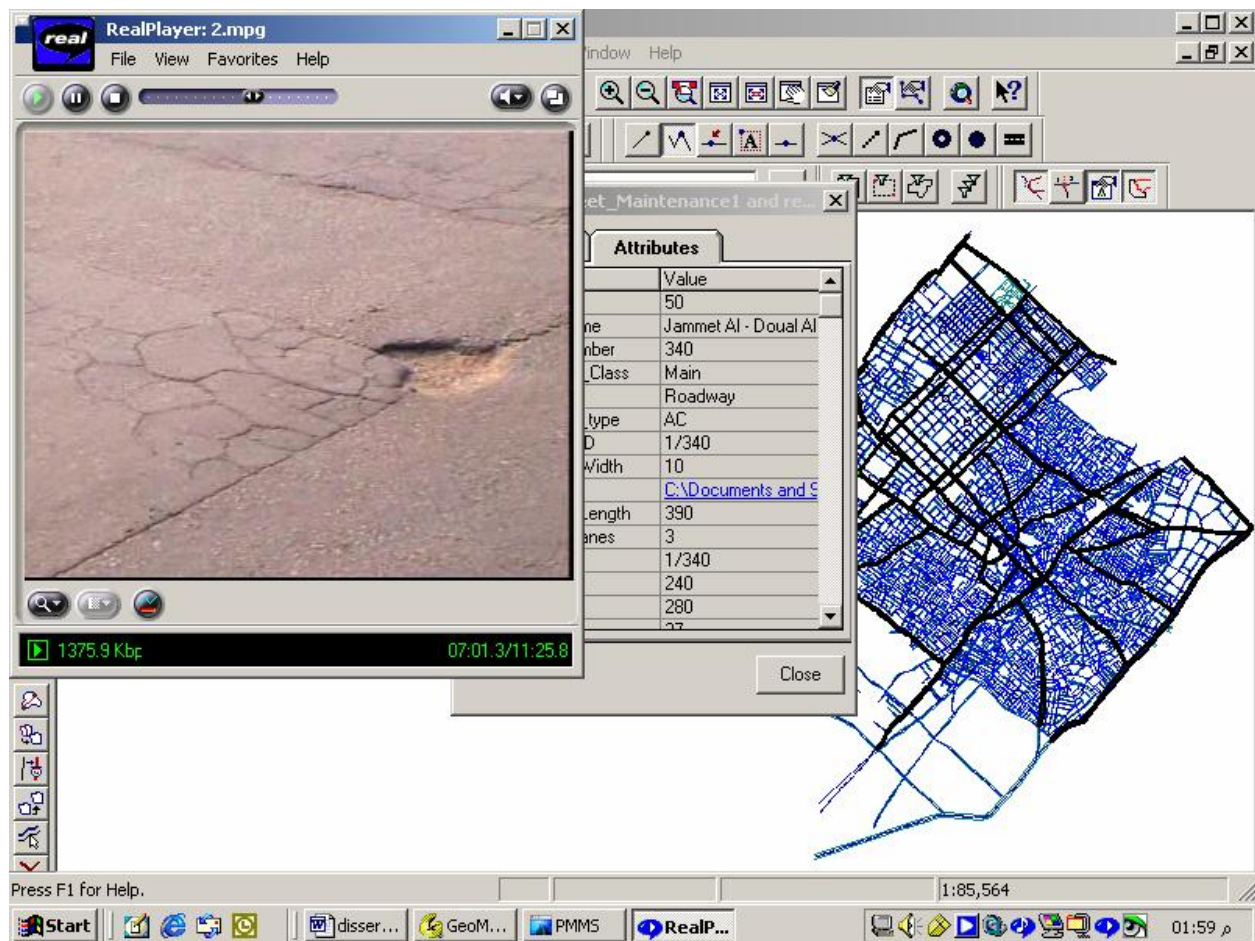 real
RealPlayer: 2.mpg
File View Favorites Help
indow Help
eet_Maintenance1 and re...
Attributes
Value
50
ne Jammet Al - Doual Al
nber 340
_Class Main
Roadway
_type AC
D 1/340
Width 10
C:\Documents and S
Length 390
anes 3
1/340
240
280
27
1375.9 Kbp 07:01.3/11:25.8
Close
Press F1 for Help. 1:85,564
Start disser... GeoM... PMMS RealP... 01:59 م